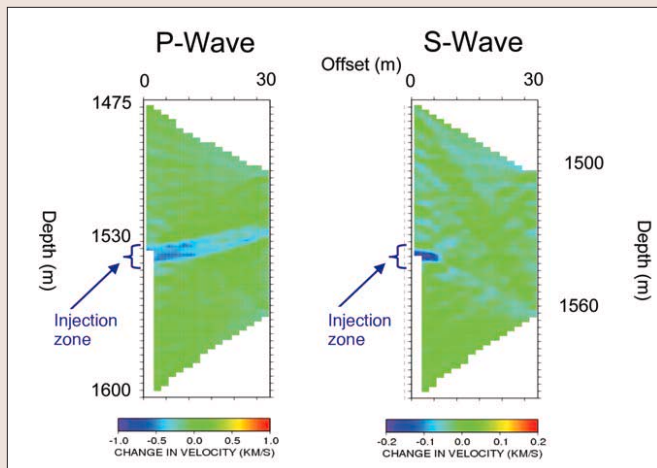 P-Wave
S-Wave
Offset (m)
0
30
0
30
1475
1530
1600
Depth (m)
Injection
zone
1500
1560
Depth (m)
Injection
zone
-1.0 -0.5 0.0 0.5 1.0
CHANGE IN VELOCITY (KM/S)
-0.2 -0.1 0.0 0.1 0.2
CHANGE IN VELOCITY (KM/S)